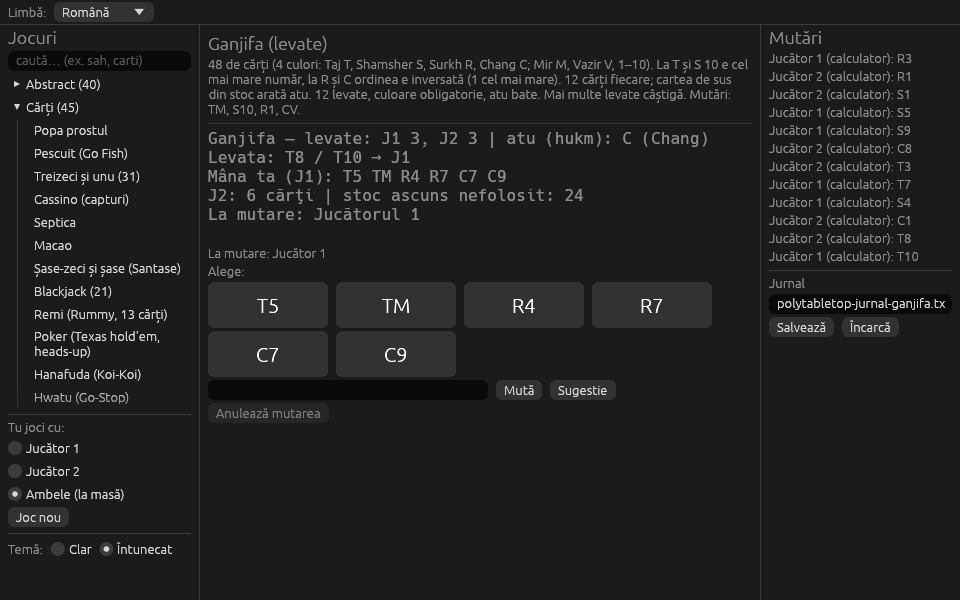 Limbă: Română
Jocuri
caută... (ex. sah, carti)
Abstract (40)
Cărți (45)
Popa prostul
Pescuit (Go Fish)
Treizeci și unu (31)
Cassino (capturi)
Septica
Macao
Șase-zeci și șase (Santase)
Blackjack (21)
Remi (Rummy, 13 cărți)
Poker (Texas hold'em,
heads-up)
Hanafuda (Koi-Koi)
Hwatu (Go-Stop)
Tu joci cu:
Jucător 1
Jucător 2
Ambele (la masă)
Joc nou
Temă: Clar Întunecat
Ganjifa (levate)
48 de cărți (4 culori: Taj T, Shamsher S, Surkh R, Chang C; Mir M, Vazir V, 1–10). La T și S 10 e cel
mai mare număr, la R și C ordinea e inversată (1 cel mai mare). 12 cărți fiecare; cartea de sus
din stoc arată atu. 12 levate, culoare obligatorie, atu bate. Mai multe levate câștigă. Mutări:
TM, S10, R1, CV.
Ganjifa — levate: J1 3, J2 3 | atu (hukm): C (Chang)
Levata: T8 / T10 → J1
Mâna ta (J1): T5 TM R4 R7 C7 C9
J2: 6 cărţi | stoc ascuns nefolosit: 24
La mutare: Jucătorul 1
La mutare: Jucător 1
Alege:
T5 TM R4 R7
C7 C9
Mută Sugestie
Anulează mutarea
Mutări
Jucător 1 (calculator): R3
Jucător 2 (calculator): R1
Jucător 2 (calculator): S1
Jucător 1 (calculator): S5
Jucător 1 (calculator): S9
Jucător 2 (calculator): C8
Jucător 2 (calculator): T3
Jucător 1 (calculator): T7
Jucător 1 (calculator): S4
Jucător 2 (calculator): C1
Jucător 2 (calculator): T8
Jucător 1 (calculator): T10
Jurnal
polytabletop-jurnal-ganjifa.tx
Salvează Încarcă